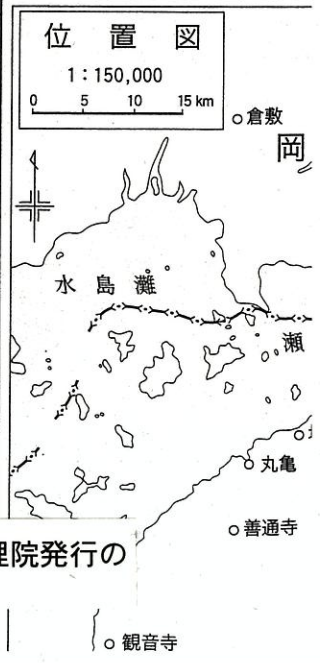 位置図
1：150,000
0 5 10 15 km
倉敷
岡
水島灘
瀬
丸亀
善通寺
理院発行の
観音寺